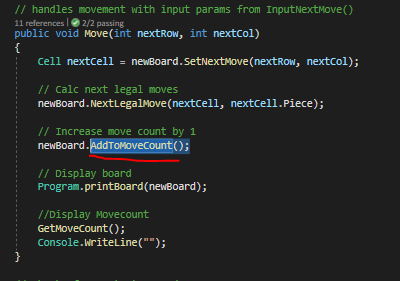 // handles movement with input params from InputNextMove()
11 references | 2/2 passing
public void Move(int nextRow, int nextCol)
{
Cell nextCell = newBoard.SetNextMove(nextRow, nextCol);
// Calc next legal moves
newBoard.NextLegalMove(nextCell, nextCell.Piece);
// Increase move count by 1
newBoard.AddToMoveCount();
// Display board
Program.printBoard(newBoard);
//Display Movecount
GetMoveCount();
Console.WriteLine("");
}